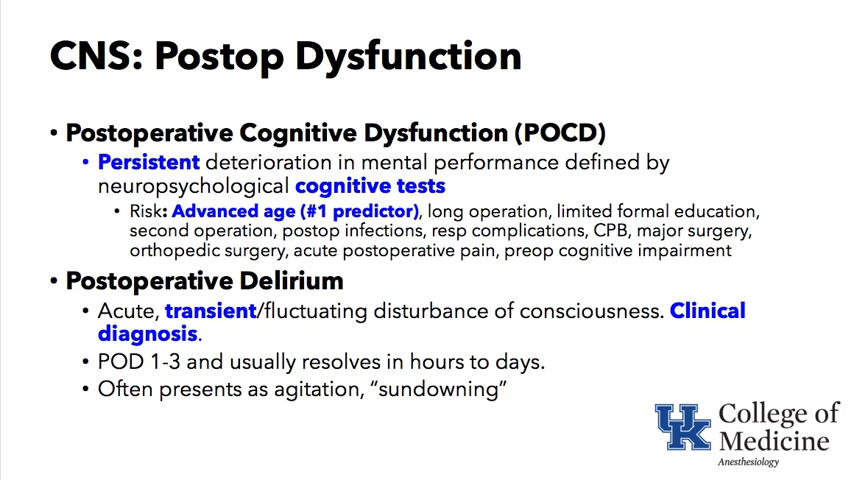 CNS: Postop Dysfunction
• Postoperative Cognitive Dysfunction (POCD)
• Persistent deterioration in mental performance defined by
neuropsychological cognitive tests
• Risk: Advanced age (#1 predictor), long operation, limited formal education,
second operation, postop infections, resp complications, CPB, major surgery,
orthopedic surgery, acute postoperative pain, preop cognitive impairment
• Postoperative Delirium
• Acute, transient/fluctuating disturbance of consciousness. Clinical
diagnosis.
• POD 1-3 and usually resolves in hours to days.
• Often presents as agitation, “sundowning”
UK College of
Medicine
Anesthesiology